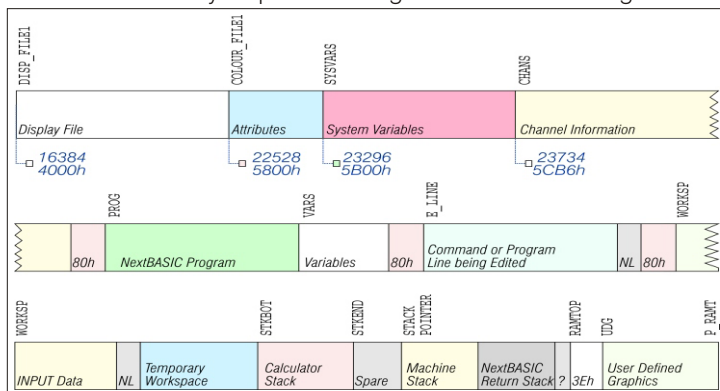 DISP_FILE1 COLOUR_FILE1 SYSVARS CHANS
Display File Attributes System Variables Channel Information
16384 22528 23296 23734
4000h 5800h 5B00h 5CB6h
PROG VARS E_LINE WORKSP
80h NextBASIC Program Variables 80h Command or Program Line being Edited NL 80h
WORKSP STKBOT STKEND STACK POINTER RAMTOP UDG P_RAMT
INPUT Data NL Temporary Workspace Calculator Stack Spare Machine Stack NextBASIC Return Stack ? 3Eh User Defined Graphics